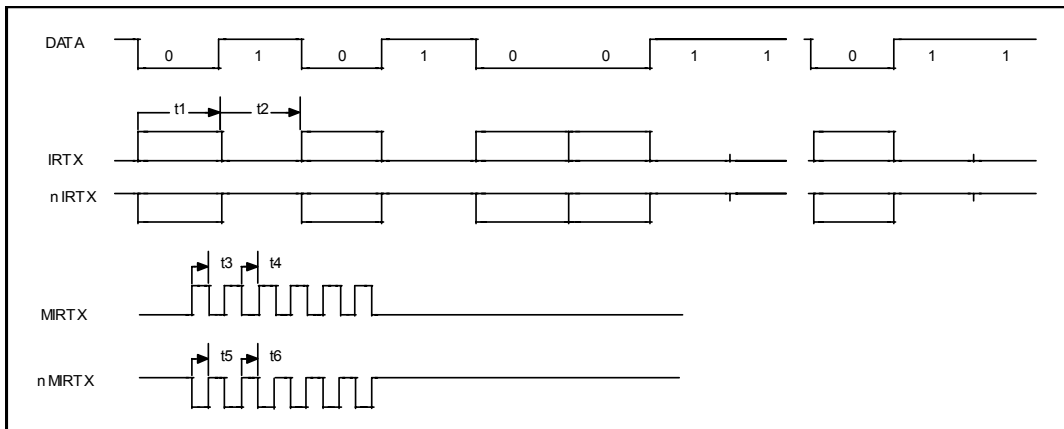 DATA
0 1 0 1 0 0 1 1 0 1 1
t1 t2
IRTX
n IRTX
t3 t4
MIRTX
t5 t6
n MIRTX